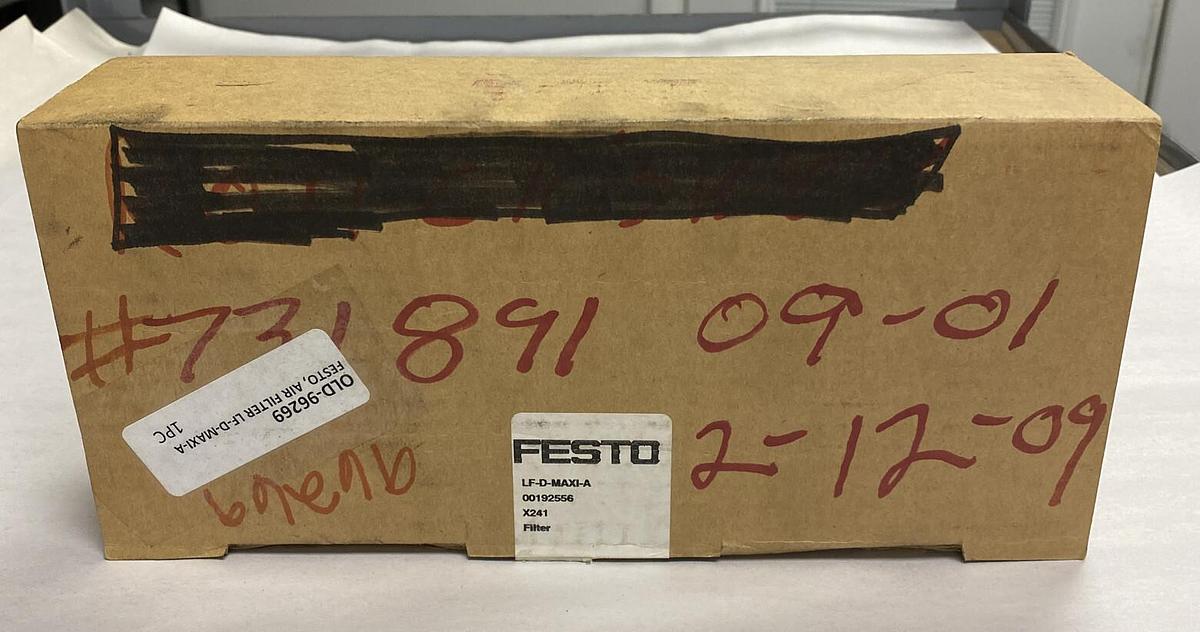 #731891 09-01
2-12-09
OLD-96269
FESTO, AIR FILTER LF-D-MAXI-A
1PC
96269
FESTO
LF-D-MAXI-A
00192556
X241
Filter